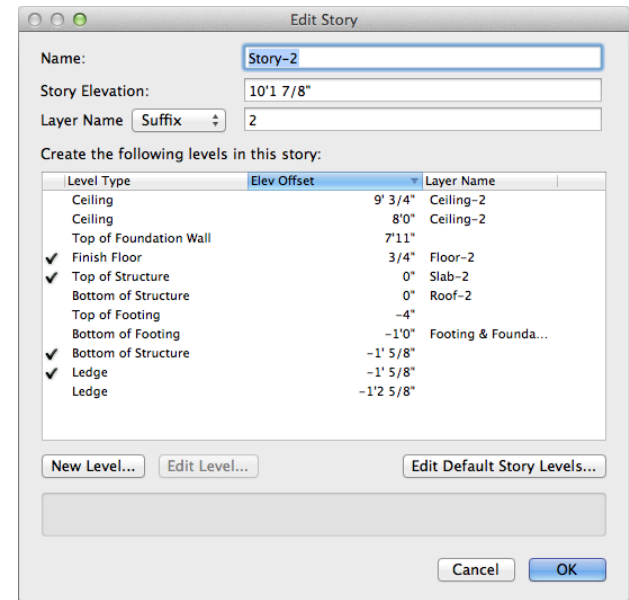 Edit Story
Name: Story-2
Story Elevation: 10'1 7/8"
Layer Name Suffix 2
Create the following levels in this story:
Level Type Elev Offset Layer Name
Ceiling 9' 3/4" Ceiling-2
Ceiling 8'0" Ceiling-2
Top of Foundation Wall 7'11"
Finish Floor 3/4" Floor-2
Top of Structure 0" Slab-2
Bottom of Structure 0" Roof-2
Top of Footing -4"
Bottom of Footing -1'0" Footing & Founda...
Bottom of Structure -1' 5/8"
Ledge -1' 5/8"
Ledge -1'2 5/8"
New Level... Edit Level... Edit Default Story Levels...
Cancel OK